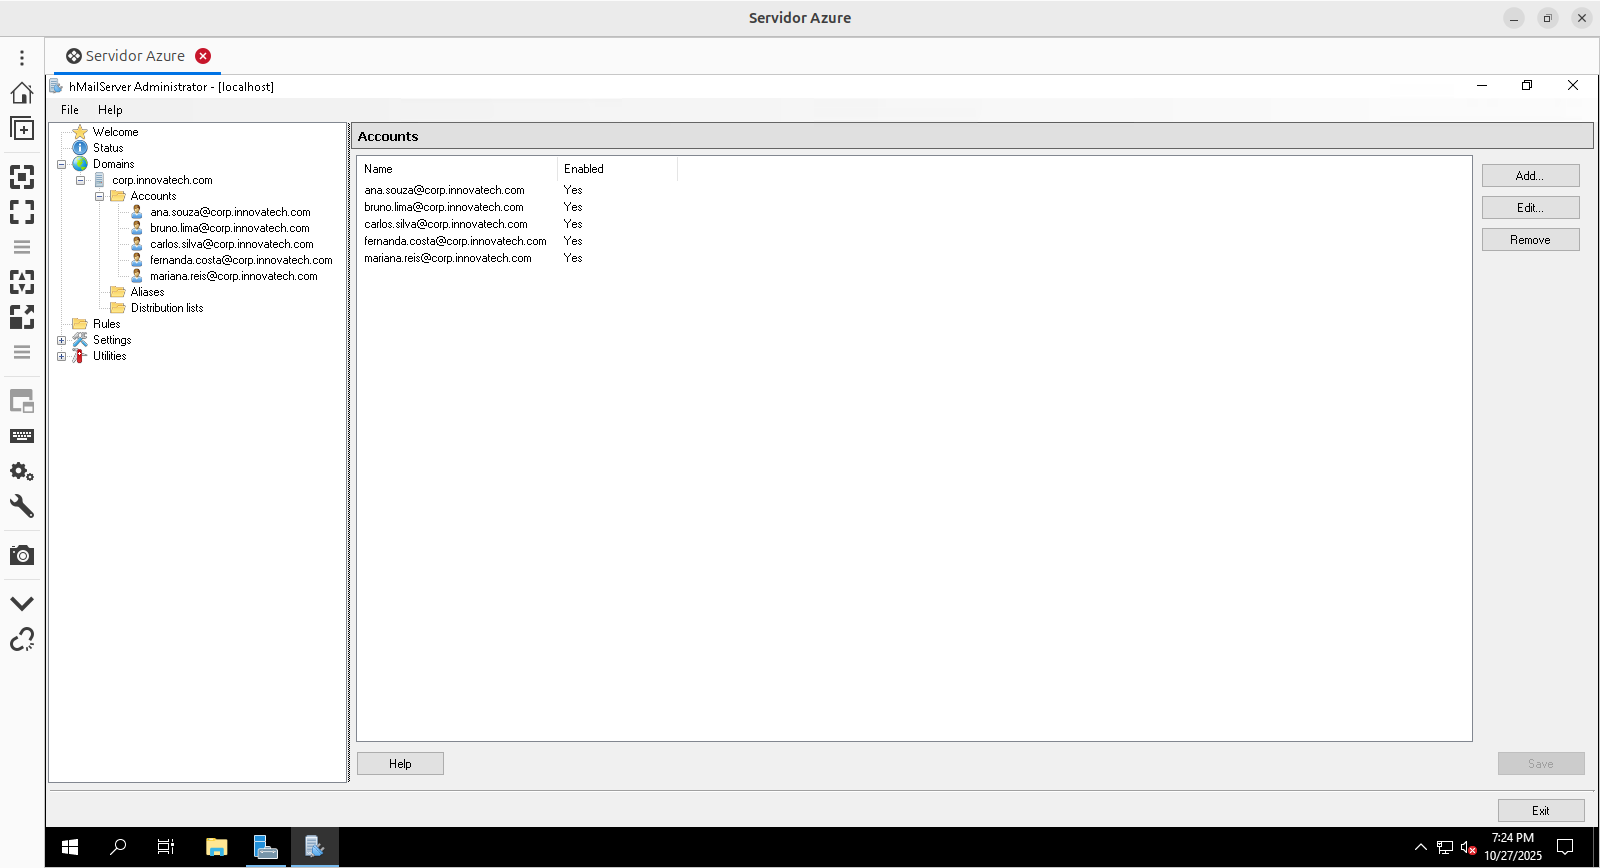 Servidor Azure
Servidor Azure
hMailServer Administrator - [localhost]
File Help
Welcome
Status
Domains
corp.innovatech.com
Accounts
ana.souza@corp.innovatech.com
bruno.lima@corp.innovatech.com
carlos.silva@corp.innovatech.com
fernanda.costa@corp.innovatech.com
mariana.reis@corp.innovatech.com
Aliases
Distribution lists
Rules
Settings
Utilities
Accounts
Name Enabled
ana.souza@corp.innovatech.com Yes
bruno.lima@corp.innovatech.com Yes
carlos.silva@corp.innovatech.com Yes
fernanda.costa@corp.innovatech.com Yes
mariana.reis@corp.innovatech.com Yes
Add...
Edit...
Remove
Help
Save
Exit
7:24 PM
10/27/2025